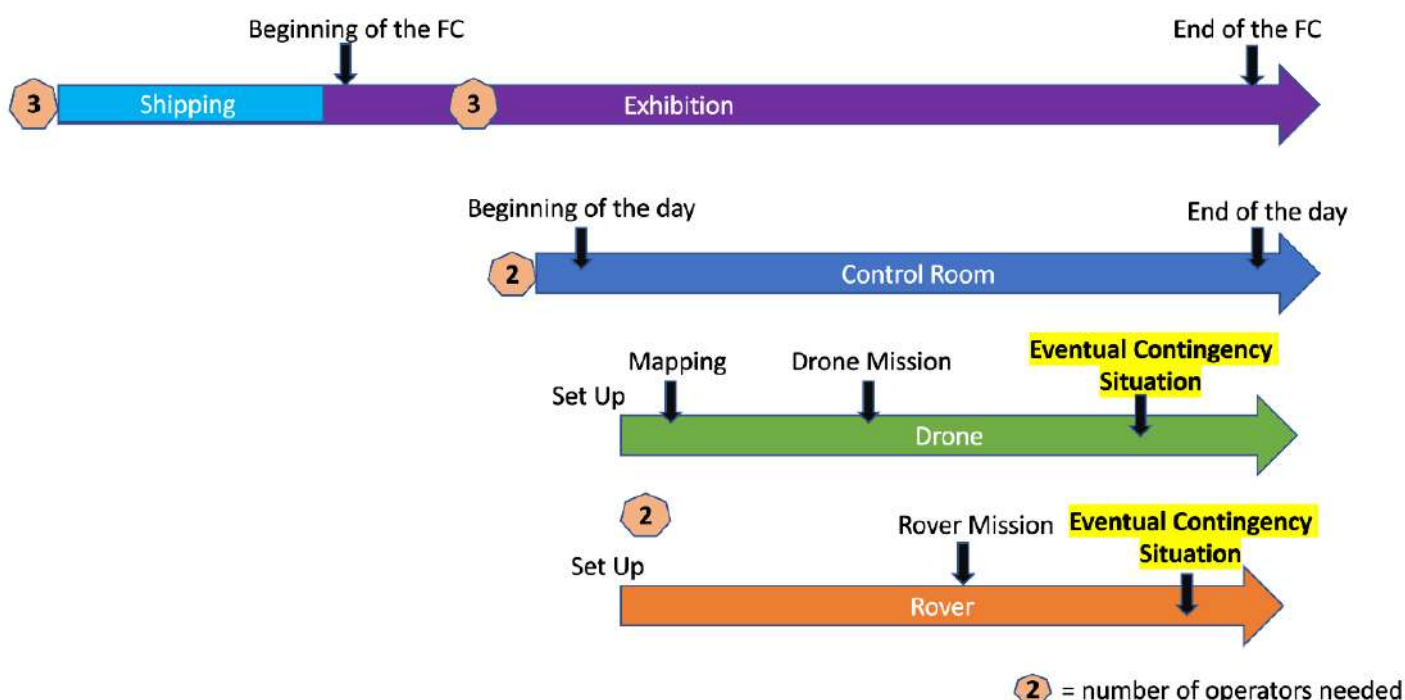 Beginning of the FC
End of the FC
3
Shipping
3
Exhibition
Beginning of the day
End of the day
2
Control Room
Eventual Contingency
Situation
Mapping
Drone Mission
Set Up
Drone
2
Rover Mission
Eventual Contingency
Situation
Set Up
Rover
2 = number of operators needed